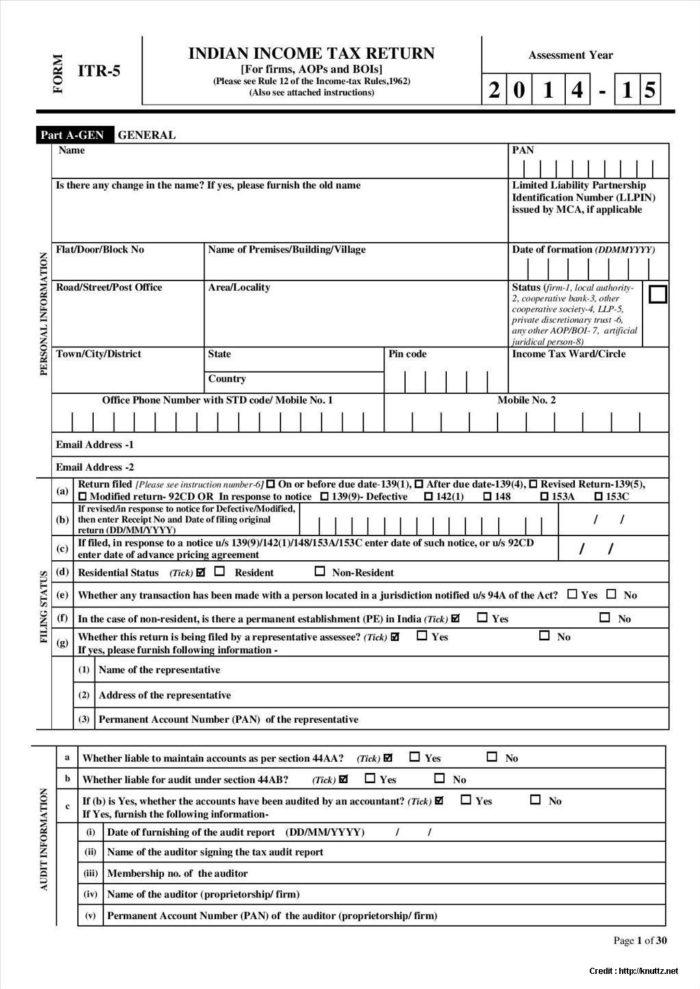 FORM
ITR-5
INDIAN INCOME TAX RETURN
[For firms, AOPs and BOIs]
(Please see Rule 12 of the Income-tax Rules,1962)
(Also see attached instructions)
Assessment Year
2 0 1 4 - 1 5
Part A-GEN GENERAL
PERSONAL INFORMATION
Name
PAN
Is there any change in the name? If yes, please furnish the old name
Limited Liability Partnership
Identification Number (LLPIN)
issued by MCA, if applicable
Flat/Door/Block No
Name of Premises/Building/Village
Date of formation (DDMMYYYY)
Road/Street/Post Office
Area/Locality
Status (firm-1, local authority-
2, cooperative bank-3, other
cooperative society-4, LLP-5,
private discretionary trust -6,
any other AOP/BOI- 7, artificial
juridical person-8)
Town/City/District
State
Pin code
Income Tax Ward/Circle
Country
Office Phone Number with STD code/ Mobile No. 1
Mobile No. 2
Email Address -1
Email Address -2
FILING STATUS
(a) Return filed [Please see instruction number-6] ☐ On or before due date-139(1), ☐ After due date-139(4), ☐ Revised Return-139(5),
☐ Modified return- 92CD OR In response to notice ☐ 139(9)- Defective ☐ 142(1) ☐ 148 ☐ 153A ☐ 153C
(b) If revised/in response to notice for Defective/Modified,
then enter Receipt No and Date of filing original
return (DD/MM/YYYY)
/ /
(c) If filed, in response to a notice u/s 139(9)/142(1)/148/153A/153C enter date of such notice, or u/s 92CD
enter date of advance pricing agreement
/ /
(d) Residential Status (Tick) ☑ ☐ Resident ☐ Non-Resident
(e) Whether any transaction has been made with a person located in a jurisdiction notified u/s 94A of the Act? ☐ Yes ☐ No
(f) In the case of non-resident, is there a permanent establishment (PE) in India (Tick) ☑ ☐ Yes ☐ No
(g) Whether this return is being filed by a representative assessee? (Tick) ☑ ☐ Yes ☐ No
If yes, please furnish following information -
(1) Name of the representative
(2) Address of the representative
(3) Permanent Account Number (PAN) of the representative
AUDIT INFORMATION
a Whether liable to maintain accounts as per section 44AA? (Tick) ☑ ☐ Yes ☐ No
b Whether liable for audit under section 44AB? (Tick) ☑ ☐ Yes ☐ No
c If (b) is Yes, whether the accounts have been audited by an accountant? (Tick) ☑ ☐ Yes ☐ No
If Yes, furnish the following information-
(i) Date of furnishing of the audit report (DD/MM/YYYY) / /
(ii) Name of the auditor signing the tax audit report
(iii) Membership no. of the auditor
(iv) Name of the auditor (proprietorship/ firm)
(v) Permanent Account Number (PAN) of the auditor (proprietorship/ firm)
Page 1 of 30
Credit : http://knuttz.net